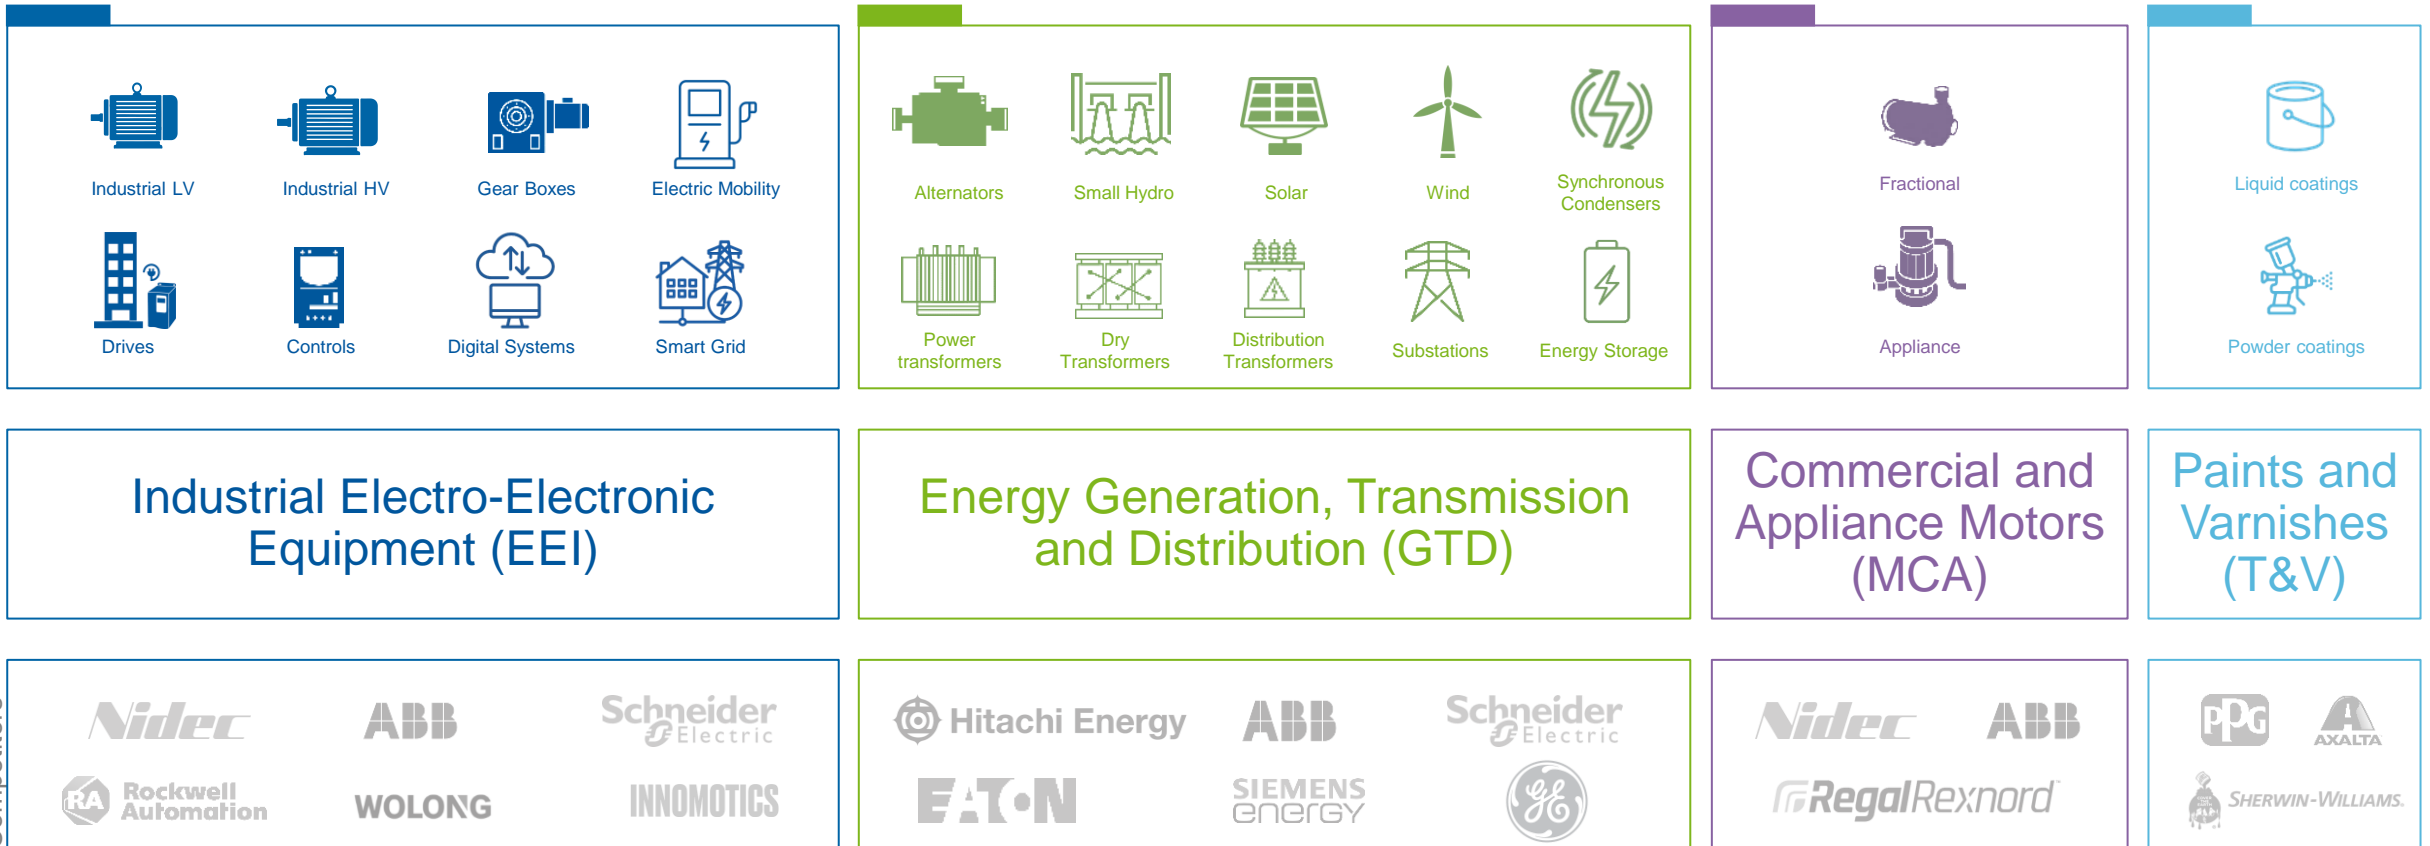 Industrial LV
Industrial HV
Gear Boxes
Electric Mobility
Drives
Controls
Digital Systems
Smart Grid
Alternators
Small Hydro
Solar
Wind
Synchronous
Condensers
Power
transformers
Dry
Transformers
Distribution
Transformers
Substations
Energy Storage
Fractional
Appliance
Liquid coatings
Powder coatings
Industrial Electro-Electronic
Equipment (EEI)
Energy Generation, Transmission
and Distribution (GTD)
Commercial and
Appliance Motors
(MCA)
Paints and
Varnishes
(T&V)
Nidec
ABB
Schneider
Electric
RA
Rockwell
Automation
WOLONG
INNOMOTICS
Hitachi Energy
ABB
Schneider
Electric
EATON
SIEMENS
energy
GE
Nidec
ABB
RegalRexnord
PPG
AXALTA
SHERWIN-WILLIAMS.